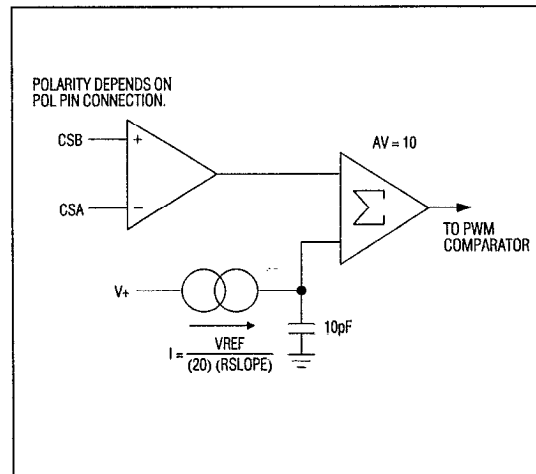 POLARITY DEPENDS ON
POL PIN CONNECTION.
CSB
+
AV = 10
CSA
−
Σ
TO PWM
COMPARATOR
V+
10pF
I = VREF
(20) (RSLOPE)